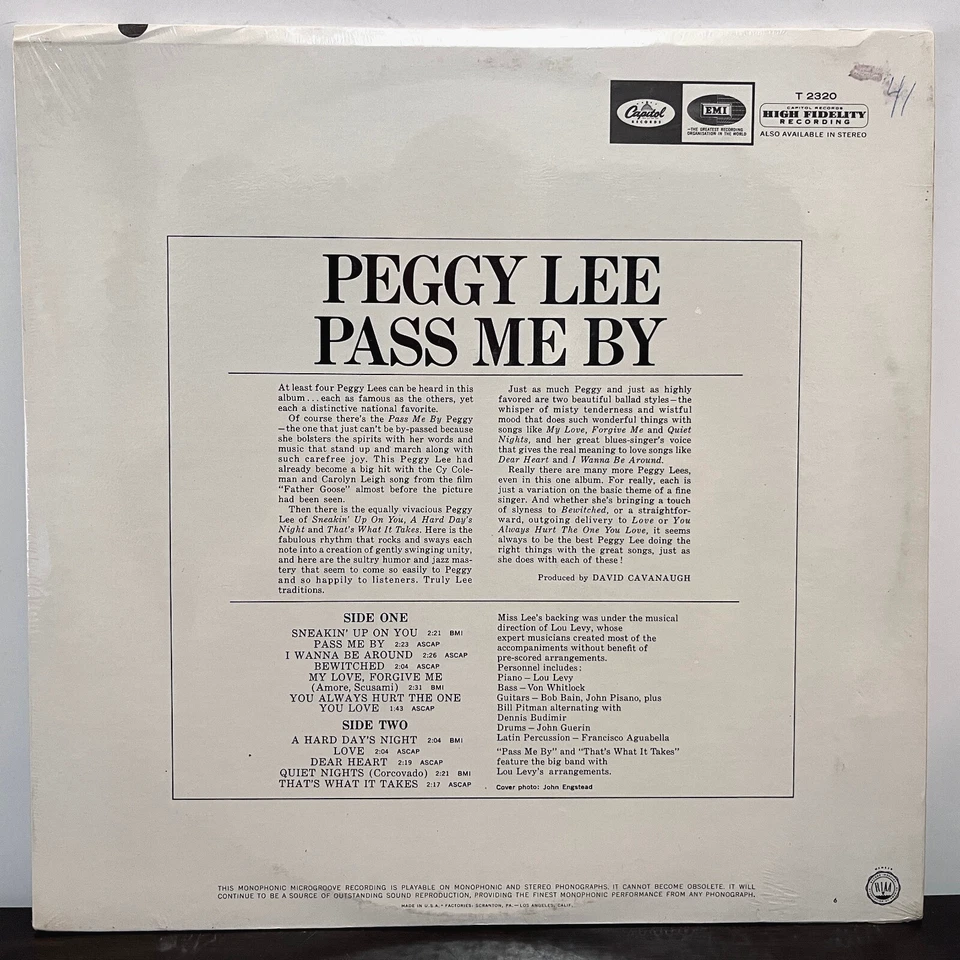 Capitol
RECORDS
EMI
—THE GREATEST RECORDING
ORGANISATION IN THE WORLD
T 2320
CAPITOL RECORDS
HIGH FIDELITY
RECORDING
ALSO AVAILABLE IN STEREO
41
PEGGY LEE
PASS ME BY
At least four Peggy Lees can be heard in this
album...each as famous as the others, yet
each a distinctive national favorite.
Of course there's the Pass Me By Peggy
—the one that just can't be by-passed because
she bolsters the spirits with her words and
music that stand up and march along with
such carefree joy. This Peggy Lee had
already become a big hit with the Cy Cole-
man and Carolyn Leigh song from the film
"Father Goose" almost before the picture
had been seen.
Then there is the equally vivacious Peggy
Lee of Sneakin' Up On You, A Hard Day's
Night and That's What It Takes. Here is the
fabulous rhythm that rocks and sways each
note into a creation of gently swinging unity,
and here are the sultry humor and jazz mas-
tery that seem to come so easily to Peggy
and so happily to listeners. Truly Lee
traditions.
Just as much Peggy and just as highly
favored are two beautiful ballad styles—the
whisper of misty tenderness and wistful
mood that does such wonderful things with
songs like My Love, Forgive Me and Quiet
Nights, and her great blues-singer's voice
that gives the real meaning to love songs like
Dear Heart and I Wanna Be Around.
Really there are many more Peggy Lees,
even in this one album. For really, each is
just a variation on the basic theme of a fine
singer. And whether she's bringing a touch
of slyness to Bewitched, or a straightfor-
ward, outgoing delivery to Love or You
Always Hurt The One You Love, it seems
always to be the best Peggy Lee doing the
right things with the great songs, just as
she does with each of these!
Produced by DAVID CAVANAUGH
SIDE ONE
SNEAKIN' UP ON YOU 2:21 BMI
PASS ME BY 2:23 ASCAP
I WANNA BE AROUND 2:26 ASCAP
BEWITCHED 2:04 ASCAP
MY LOVE, FORGIVE ME
(Amore, Scusami) 2:31 BMI
YOU ALWAYS HURT THE ONE
YOU LOVE 1:43 ASCAP
SIDE TWO
A HARD DAY'S NIGHT 2:04 BMI
LOVE 2:04 ASCAP
DEAR HEART 2:19 ASCAP
QUIET NIGHTS (Corcovado) 2:21 BMI
THAT'S WHAT IT TAKES 2:17 ASCAP
Miss Lee's backing was under the musical
direction of Lou Levy, whose
expert musicians created most of the
accompaniments without benefit of
pre-scored arrangements.
Personnel includes:
Piano—Lou Levy
Bass—Von Whitlock
Guitars—Bob Bain, John Pisano, plus
Bill Pitman alternating with
Dennis Budimir
Drums—John Guerin
Latin Percussion—Francisco Aguabella
"Pass Me By" and "That's What It Takes"
feature the big band with
Lou Levy's arrangements.
Cover photo: John Engstead
THIS MONOPHONIC MICROGROOVE RECORDING IS PLAYABLE ON MONOPHONIC AND STEREO PHONOGRAPHS. IT CANNOT BECOME OBSOLETE. IT WILL
CONTINUE TO BE A SOURCE OF OUTSTANDING SOUND REPRODUCTION, PROVIDING THE FINEST MONOPHONIC PERFORMANCE FROM ANY PHONOGRAPH.
MADE IN U.S.A. • FACTORIES: SCRANTON, PA.—LOS ANGELES, CALIF.
6
MEMBER
RIAA